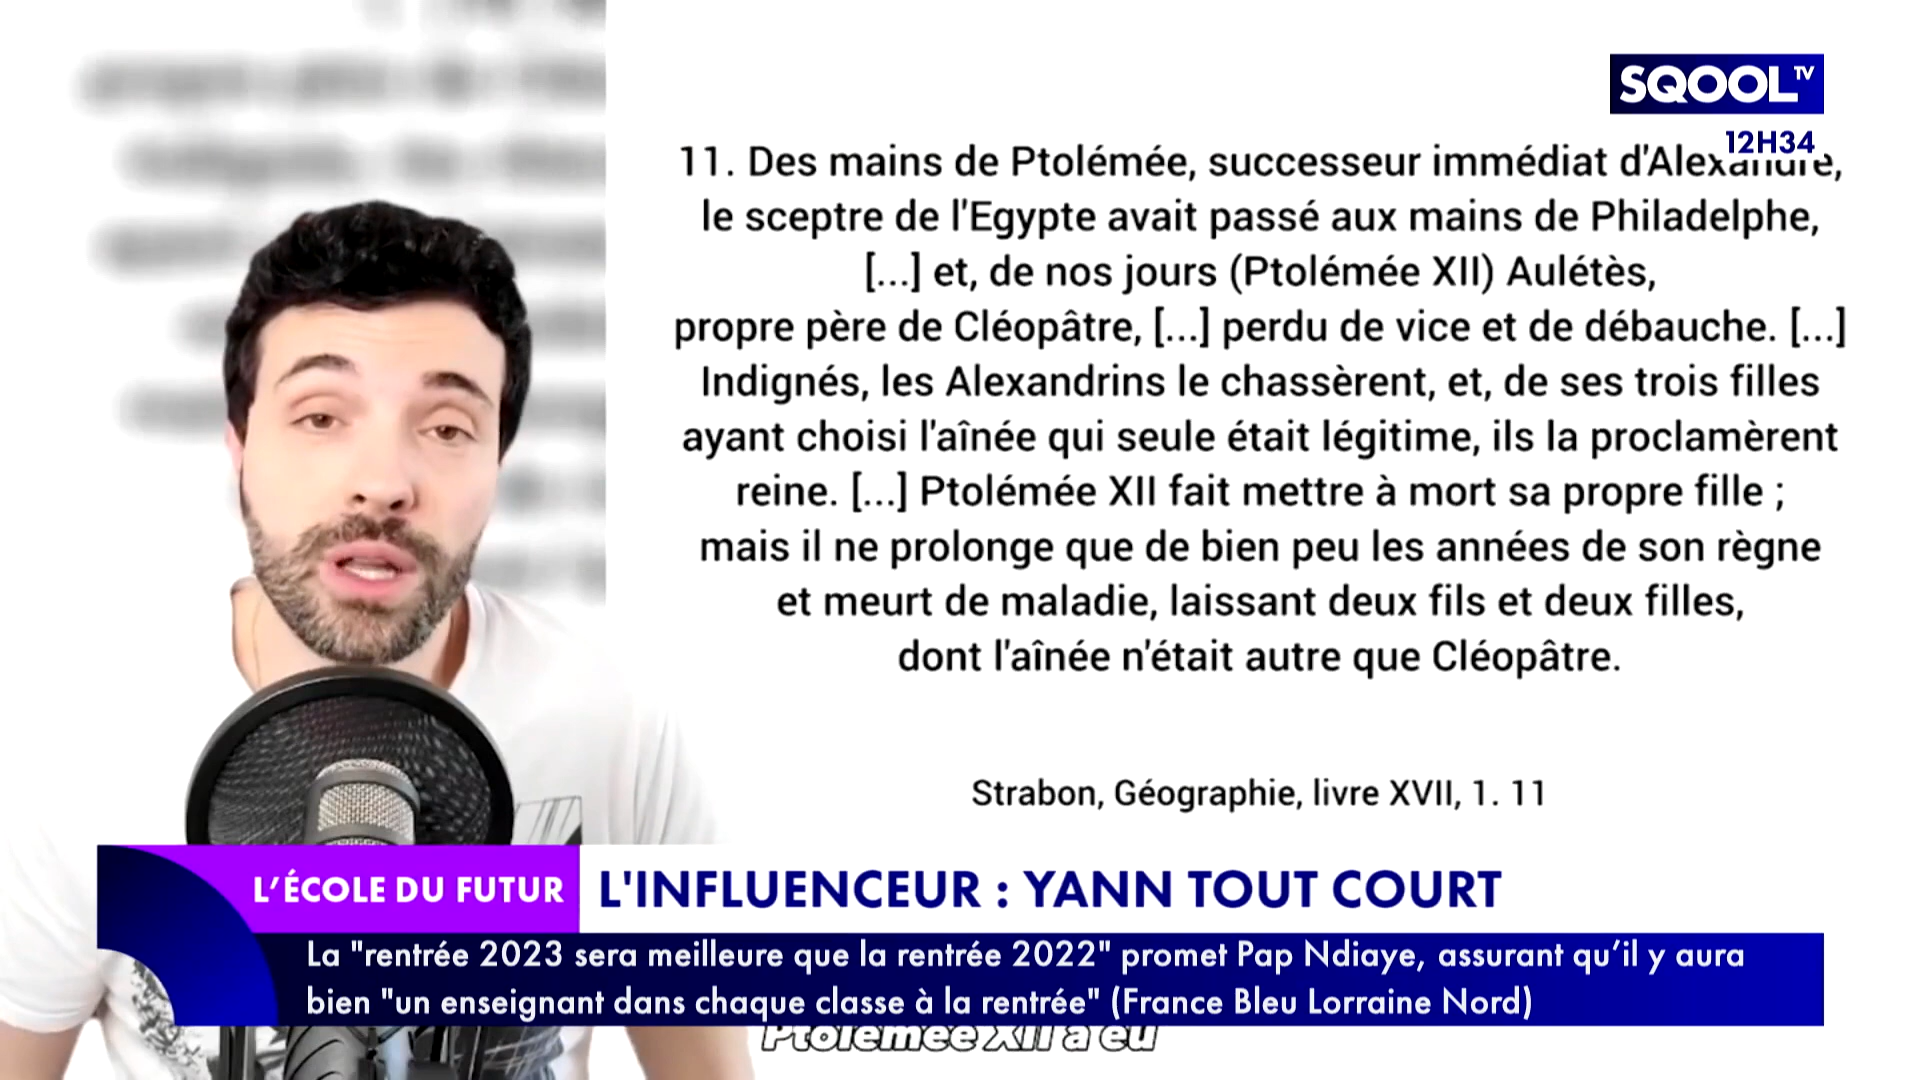 SQOOL TV
12H34
11. Des mains de Ptolémée, successeur immédiat d'Alexandre,
le sceptre de l'Egypte avait passé aux mains de Philadelphe,
[...] et, de nos jours (Ptolémée XII) Aulétès,
propre père de Cléopâtre, [...] perdu de vice et de débauche. [...]
Indignés, les Alexandrins le chassèrent, et, de ses trois filles
ayant choisi l'aînée qui seule était légitime, ils la proclamèrent
reine. [...] Ptolémée XII fait mettre à mort sa propre fille ;
mais il ne prolonge que de bien peu les années de son règne
et meurt de maladie, laissant deux fils et deux filles,
dont l'aînée n'était autre que Cléopâtre.
Strabon, Géographie, livre XVII, 1. 11
L'ÉCOLE DU FUTUR
L'INFLUENCEUR : YANN TOUT COURT
La "rentrée 2023 sera meilleure que la rentrée 2022" promet Pap Ndiaye, assurant qu'il y aura
bien "un enseignant dans chaque classe à la rentrée" (France Bleu Lorraine Nord)
Ptolémée XII a eu